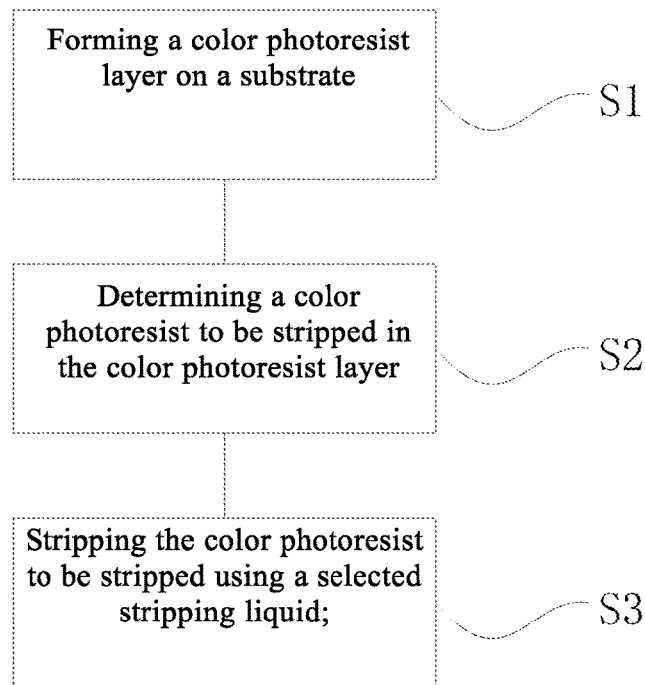 Forming a color photoresist
layer on a substrate
S1
Determining a color
photoresist to be stripped in
the color photoresist layer
S2
Stripping the color photoresist
to be stripped using a selected
stripping liquid;
S3